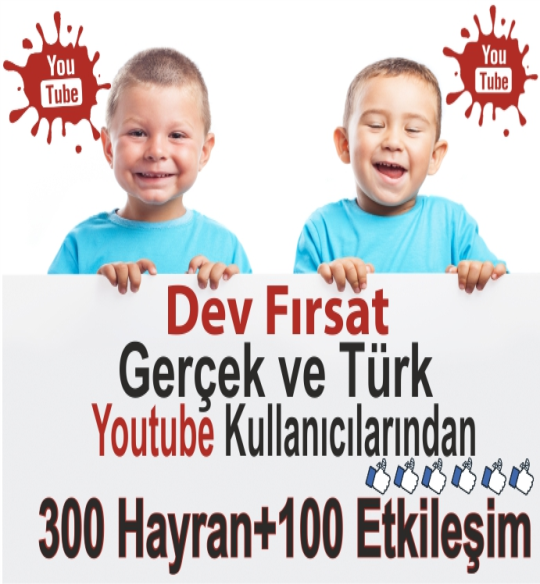 You
Tube
You
Tube
Dev Fırsat
Gerçek ve Türk
Youtube Kullanıcılarından
300 Hayran+100 Etkileşim